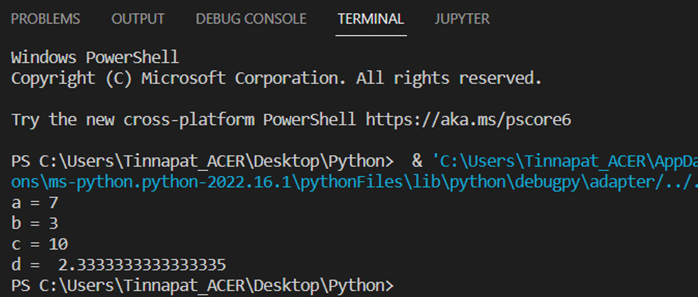 PROBLEMS OUTPUT DEBUG CONSOLE TERMINAL JUPYTER
Windows PowerShell
Copyright (C) Microsoft Corporation. All rights reserved.
Try the new cross-platform PowerShell https://aka.ms/pscore6
PS C:\Users\Tinnapat_ACER\Desktop\Python>  & 'C:\Users\Tinnapat_ACER\AppDa
ons\ms-python.python-2022.16.1\pythonFiles\lib\python\debugpy\adapter/../.
a = 7
b = 3
c = 10
d =  2.3333333333333335
PS C:\Users\Tinnapat_ACER\Desktop\Python>